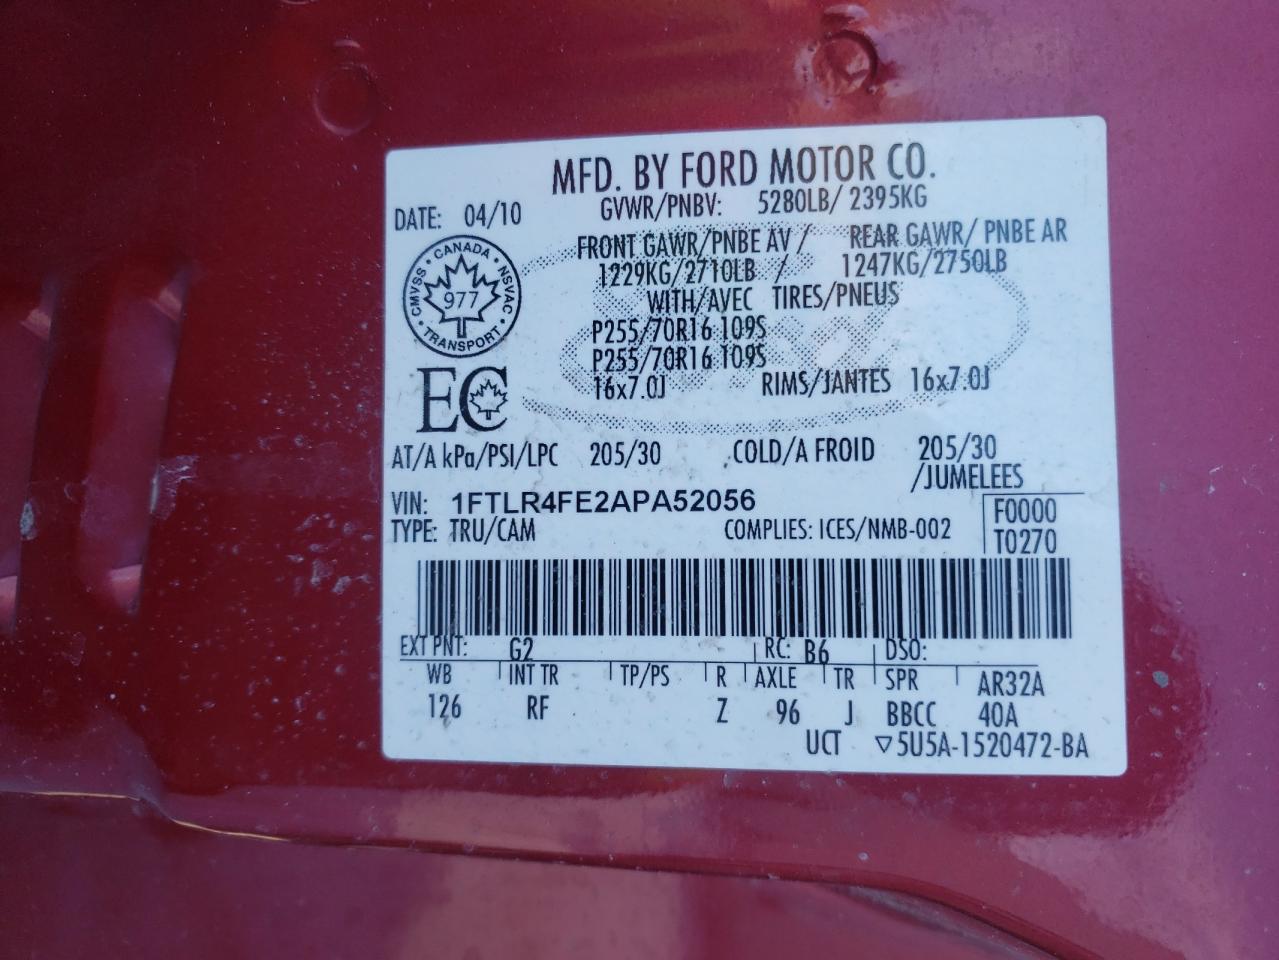 MFD. BY FORD MOTOR CO.
DATE: 04/10 GVWR/PNBV: 5280LB/ 2395KG
FRONT GAWR/PNBE AV / REAR GAWR/ PNBE AR
1229KG/2710LB / 1247KG/2750LB
WITH/AVEC TIRES/PNEUS
CANADA
CMVSS NSVAC
977
TRANSPORT
P255/70R16 109S
P255/70R16 109S
16x7.0J RIMS/JANTES 16x7.0J
EC
AT/A kPa/PSI/LPC 205/30 COLD/A FROID 205/30
/JUMELEES
VIN: 1FTLR4FE2APA52056
F0000
TYPE: TRU/CAM COMPLIES: ICES/NMB-002
T0270
EXT PNT: G2 RC: B6 DSO:
WB INT TR TP/PS R AXLE TR SPR AR32A
126 RF Z 96 J BBCC 40A
UCT ▽5U5A-1520472-BA